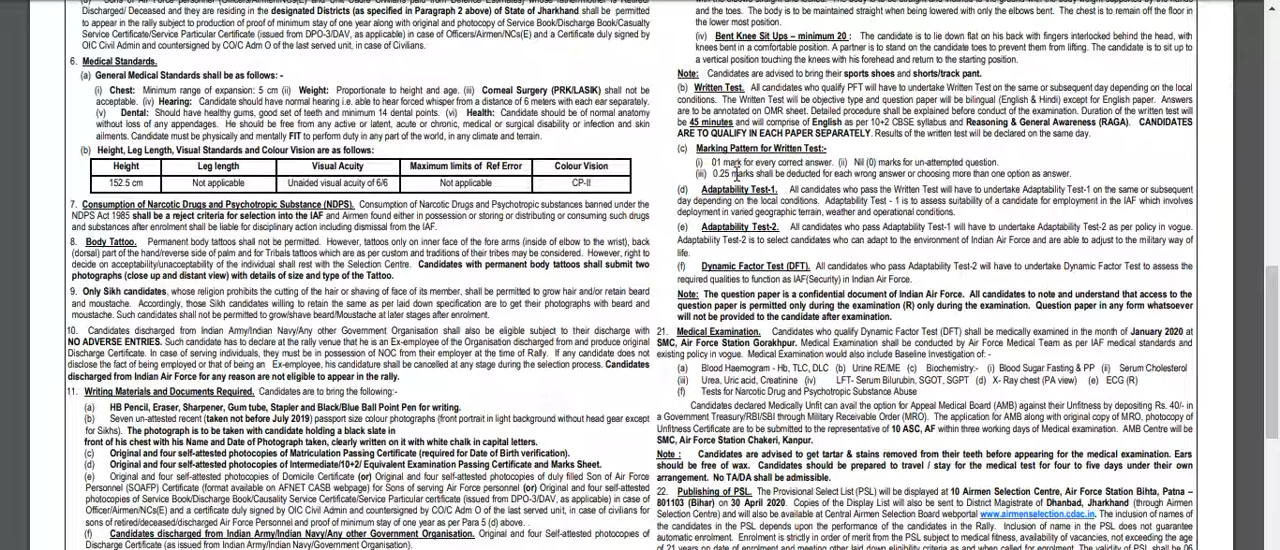 Discharged/ Deceased and they are residing in the designated Districts (as specified in Paragraph 2 above) of State of Jharkhand
to appear in the rally subject to production of proof of minimum stay of one year along with original and photocopy of Service Book/Discharge Book/Casualty
Service Certificate/Service Particular Certificate (issued from DPO-3/DAV, as applicable) in case of Officers/Airmen/NCs(E) and a Certificate duly signed by
OIC Civil Admin and countersigned by CO/C Adm O of the last served unit, in case of Civilians.
6. Medical Standards.
(a) General Medical Standards shall be as follows: -
(i) Chest: Minimum range of expansion: 5 cm (ii) Weight: Proportionate to height and age. (iii) Corneal Surgery (PRK/LASIK) shall not be
acceptable. (iv) Hearing: Candidate should have normal hearing i.e. able to hear forced whisper from a distance of 6 meters with each ear separately.
(v) Dental: Should have healthy gums, good set of teeth and minimum 14 dental points. (vi) Health: Candidate should be of normal anatomy
without loss of any appendages. He should be free from any active or latent, acute or chronic, medical or surgical disability or infection and skin
ailments. Candidate must be physically and mentally FIT to perform duty in any part of the world, in any climate and terrain.
(b) Height, Leg Length, Visual Standards and Colour Vision are as follows:-
Height Leg length Visual Acuity Maximum limits of Ref Error Colour Vision
152.5 cm Not applicable Unaided visual acuity of 6/6 Not applicable CP-II
7. Consumption of Narcotic Drugs and Psychotropic Substance (NDPS). Consumption of Narcotic Drugs and Psychotropic substances banned under the
NDPS Act 1985 shall be a reject criteria for selection into the IAF and Airmen found either in possession or storing or distributing or consuming such drugs
and substances after enrolment shall be liable for disciplinary action including dismissal from the IAF.
8. Body Tattoo. Permanent body tattoos shall not be permitted. However, tattoos only on inner face of the fore arms (inside of elbow to the wrist), back
(dorsal) part of the hand/reverse side of palm and for Tribals tattoos which are as per custom and traditions of their tribes may be considered. However, right to
decide on acceptability/unacceptability of the individual shall rest with the Selection Centre. Candidates with permanent body tattoos shall submit two
photographs (close up and distant view) with details of size and type of the Tattoo.
9. Only Sikh candidates, whose religion prohibits the cutting of the hair or shaving of face of its member, shall be permitted to grow hair and/or retain beard
and moustache. Accordingly, those Sikh candidates willing to retain the same as per laid down specification are to get their photographs with beard and
moustache. Such candidates shall not be permitted to grow/shave beard/Moustache at later stages after enrolment.
10. Candidates discharged from Indian Army/Indian Navy/Any other Government Organisation shall also be eligible subject to their discharge with
NO ADVERSE ENTRIES. Such candidate has to declare at the rally venue that he is an Ex-employee of the Organisation discharged from and produce original
Discharge Certificate. In case of serving individuals, they must be in possession of NOC from their employer at the time of Rally. If any candidate does not
disclose the fact of being employed or that of being an Ex-employee, his candidature shall be cancelled at any stage during the selection process. Candidates
discharged from Indian Air Force for any reason are not eligible to appear in the rally.
11. Writing Materials and Documents Required. Candidates are to bring the following:-
(a) HB Pencil, Eraser, Sharpener, Gum tube, Stapler and Black/Blue Ball Point Pen for writing.
(b) Seven un-attested recent (taken not before July 2019) passport size colour photographs (front portrait in light background without head gear except
for Sikhs). The photograph is to be taken with candidate holding a black slate in
front of his chest with his Name and Date of Photograph taken, clearly written on it with white chalk in capital letters.
(c) Original and four self-attested photocopies of Matriculation Passing Certificate (required for Date of Birth verification).
(d) Original and four self-attested photocopies of Intermediate/10+2/ Equivalent Examination Passing Certificate and Marks Sheet.
(e) Original and four self-attested photocopies of Domicile Certificate (or) Original and four self-attested photocopies of duly filled Son of Air Force
Personnel (SOAFP) Certificate (format available on AFNET CASB webpage) for Sons of serving Air Force personnel (or) Original and four self-attested
photocopies of Service Book/Discharge Book/Causality Service Certificate/Service Particular certificate (issued from DPO-3/DAV, as applicable) in case of
Officers/Airmen/NCs(E) and a certificate duly signed by OIC Civil Admin and countersigned by CO/C Adm O of the last served unit, in case of civilians for
sons of retired/deceased/discharged Air Force Personnel and proof of minimum stay of one year as per Para 5 (d) above. .
(f) Candidates discharged from Indian Army/Indian Navy/Any other Government Organisation. Original and four Self-attested photocopies of
Discharge Certificate (as issued from Indian Army/Indian Navy/Any other Government Organisation).
and the toes. The body is to be maintained straight when being lowered with only the elbows bent. The chest is to remain off the floor in
the lower most position.
(iv) Bent Knee Sit Ups – minimum 20 : The candidate is to lie down flat on his back with fingers interlocked behind the head, with
knees bent in a comfortable position. A partner is to stand on the candidate toes to prevent them from lifting. The candidate is to sit up to
a vertical position touching the knees with his forehead and return to the starting position.
Note: Candidates are advised to bring their sports shoes and shorts/track pant.
(b) Written Test. All candidates who qualify PFT will have to undertake Written Test on the same or subsequent day depending on the local
conditions. The Written Test will be objective type and question paper will be bilingual (English & Hindi) except for English paper. Answers
are to be annotated on OMR sheet. Detailed procedure shall be explained before conduct of the examination. Duration of the written test will
be 45 minutes and will comprise of English as per 10+2 CBSE syllabus and Reasoning & General Awareness (RAGA). CANDIDATES
ARE TO QUALIFY IN EACH PAPER SEPARATELY. Results of the written test will be declared on the same day.
(c) Marking Pattern for Written Test:-
(i) 01 mark for every correct answer. (ii) Nil (0) marks for un-attempted question.
(iii) 0.25 marks shall be deducted for each wrong answer or choosing more than one option as answer.
(d) Adaptability Test-1. All candidates who pass the Written Test will have to undertake Adaptability Test-1 on the same or subsequent
day depending on the local conditions. Adaptability Test - 1 is to assess suitability of a candidate for employment in the IAF which involves
deployment in varied geographic terrain, weather and operational conditions.
(e) Adaptability Test-2. All candidates who pass Adaptability Test-1 will have to undertake Adaptability Test-2 as per policy in vogue.
Adaptability Test-2 is to select candidates who can adapt to the environment of Indian Air Force and are able to adjust to the military way of
life.
(f) Dynamic Factor Test (DFT). All candidates who pass Adaptability Test-2 will have to undertake Dynamic Factor Test to assess the
required qualities to function as IAF(Security) in Indian Air Force.
Note: The question paper is a confidential document of Indian Air Force. All candidates to note and understand that access to the
question paper is permitted only during the examination (R) only during the examination. Question paper in any form whatsoever
will not be provided to the candidate after examination.
21. Medical Examination. Candidates who qualify Dynamic Factor Test (DFT) shall be medically examined in the month of January 2020 at
SMC, Air Force Station Gorakhpur. Medical Examination shall be conducted by Air Force Medical Team as per IAF medical standards and
existing policy in vogue. Medical Examination would also include Baseline Investigation of: -
(a) Blood Haemogram - Hb, TLC, DLC (b) Urine RE/ME (c) Biochemistry:- (i) Blood Sugar Fasting & PP (ii) Serum Cholesterol
(iii) Urea, Uric acid, Creatinine (iv) LFT- Serum Bilirubin, SGOT, SGPT (d) X- Ray chest (PA view) (e) ECG (R)
(f) Tests for Narcotic Drug and Psychotropic Substance Abuse
Candidates declared Medically Unfit can avail the option for Appeal Medical Board (AMB) against their Unfitness by depositing Rs. 40/- in
a Government Treasury/RBI/SBI through Military Receivable Order (MRO). The application for AMB along with original copy of MRO, photocopy of
Unfitness Certificate are to be submitted to the representative of 10 ASC, AF within three working days of Medical examination. AMB Centre will be
SMC, Air Force Station Chakeri, Kanpur.
Note : Candidates are advised to get tartar & stains removed from their teeth before appearing for the medical examination. Ears
should be free of wax. Candidates should be prepared to travel / stay for the medical test for four to five days under their own
arrangement. No TA/DA shall be admissible.
22. Publishing of PSL. The Provisional Select List (PSL) will be displayed at 10 Airmen Selection Centre, Air Force Station Bihta, Patna –
801103 (Bihar) on 30 April 2020. Copies of the Display List will also be sent to District Magistrate of Dhanbad, Jharkhand (through Airmen
Selection Centre) and will also be available at Central Airmen Selection Board webportal www.airmenselection.cdac.in. The inclusion of names of
the candidates in the PSL depends upon the performance of the candidates in the Rally. Inclusion of name in the PSL does not guarantee
automatic enrolment. Enrolment is strictly in order of merit from the PSL subject to medical fitness, availability of vacancies, not exceeding the age